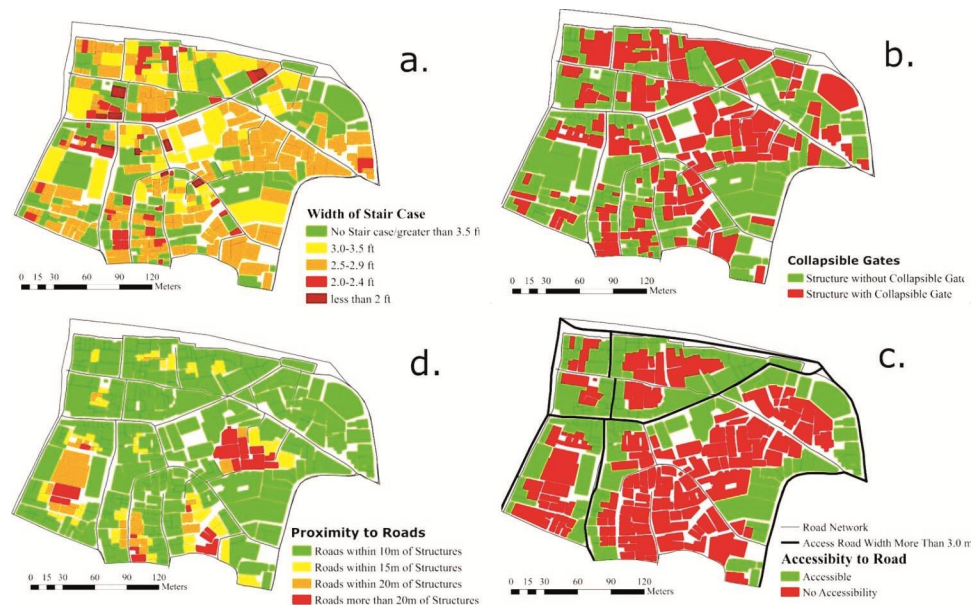 a.
Width of Stair Case
No Stair case/greater than 3.5 ft
3.0-3.5 ft
2.5-2.9 ft
2.0-2.4 ft
less than 2 ft
0 15 30 60 90 120
Meters
b.
Collapsible Gates
Structure without Collapsible Gate
Structure with Collapsible Gate
0 15 30 60 90 120
Meters
d.
Proximity to Roads
Roads within 10m of Structures
Roads within 15m of Structures
Roads within 20m of Structures
Roads more than 20m of Structures
0 15 30 60 90 120
Meters
c.
Road Network
Access Road Width More Than 3.0 m
Accessibity to Road
Accessible
No Accessibility
0 15 30 60 90 120
Meters